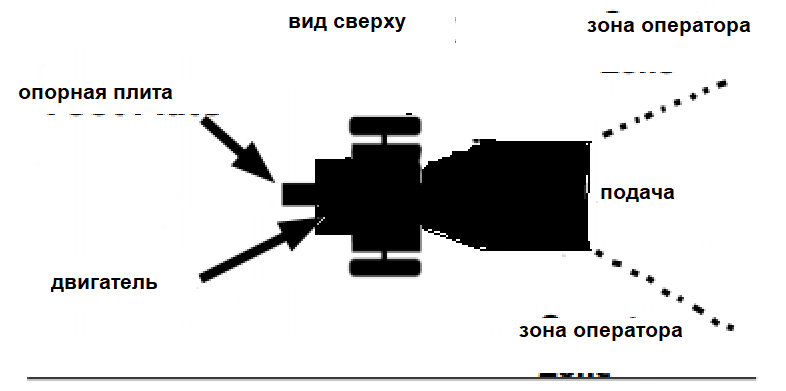 вид сверху
зона оператора
опорная плита
подача
двигатель
зона оператора